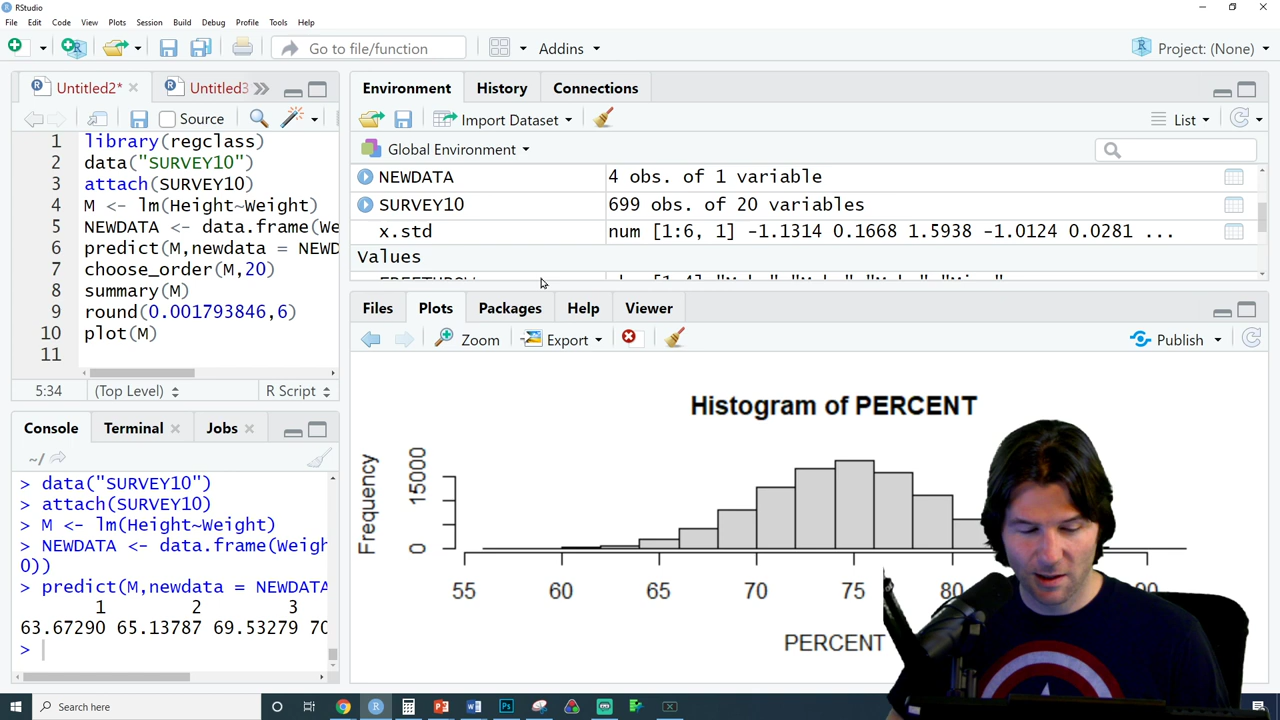 RStudio
File Edit Code View Plots Session Build Debug Profile Tools Help
Go to file/function
Addins
Project: (None)
Untitled2*
Untitled3
Source
1 library(regclass)
2 data("SURVEY10")
3 attach(SURVEY10)
4 M <- lm(Height~Weight)
5 NEWDATA <- data.frame(We
6 predict(M,newdata = NEWD
7 choose_order(M,20)
8 summary(M)
9 round(0.001793846,6)
10 plot(M)
11
5:34 (Top Level) R Script
Console Terminal Jobs
~/
> data("SURVEY10")
> attach(SURVEY10)
> M <- lm(Height~Weight)
> NEWDATA <- data.frame(Weigh
0))
> predict(M,newdata = NEWDATA
1 2 3
63.67290 65.13787 69.53279 70
>
Environment History Connections
Import Dataset
List
Global Environment
NEWDATA 4 obs. of 1 variable
SURVEY10 699 obs. of 20 variables
x.std num [1:6, 1] -1.1314 0.1668 1.5938 -1.0124 0.0281 ...
Values
Files Plots Packages Help Viewer
Zoom Export Publish
Histogram of PERCENT
Frequency
15000
0
55 60 65 70 75 80
PERCENT
Search here